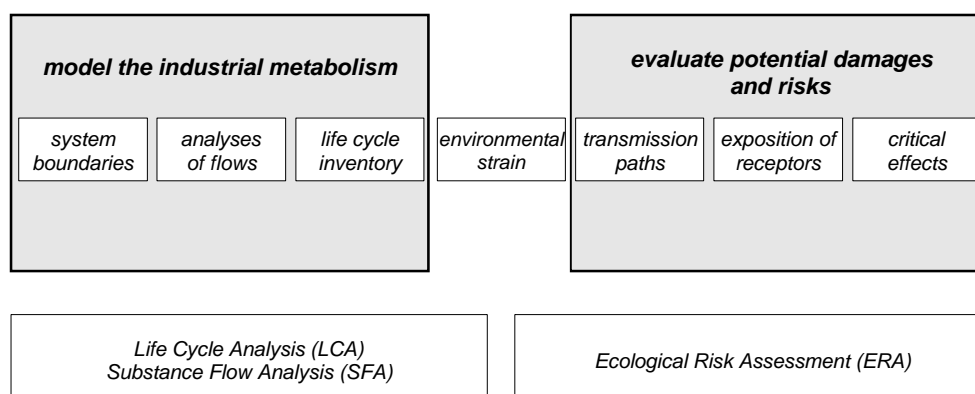 model the industrial metabolism
evaluate potential damages
and risks
system
boundaries
analyses
of flows
life cycle
inventory
environmental
strain
transmission
paths
exposition of
receptors
critical
effects
Life Cycle Analysis (LCA)
Substance Flow Analysis (SFA)
Ecological Risk Assessment (ERA)